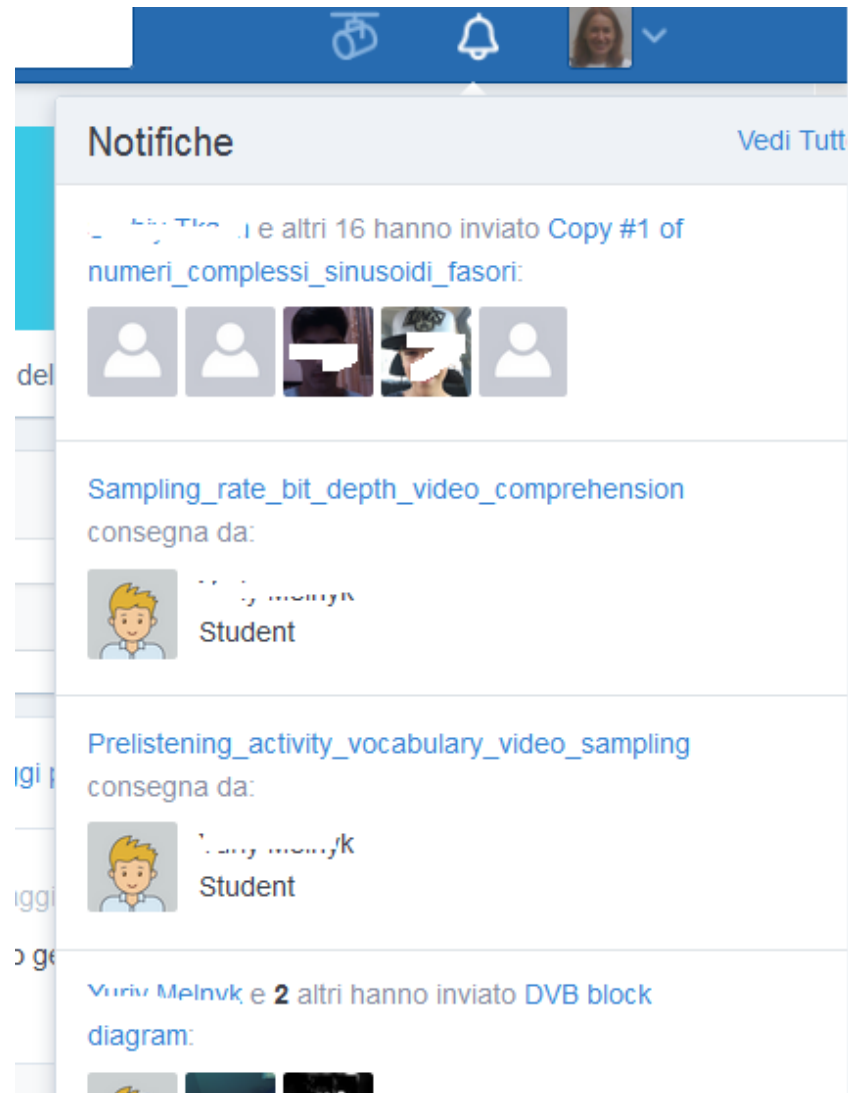 Notifiche
Vedi Tutt
e altri 16 hanno inviato Copy #1 of
numeri_complessi_sinusoidi_fasori:
del
Sampling_rate_bit_depth_video_comprehension
consegna da:
Student
Prelistening_activity_vocabulary_video_sampling
consegna da:
Student
e 2 altri hanno inviato DVB block
diagram: